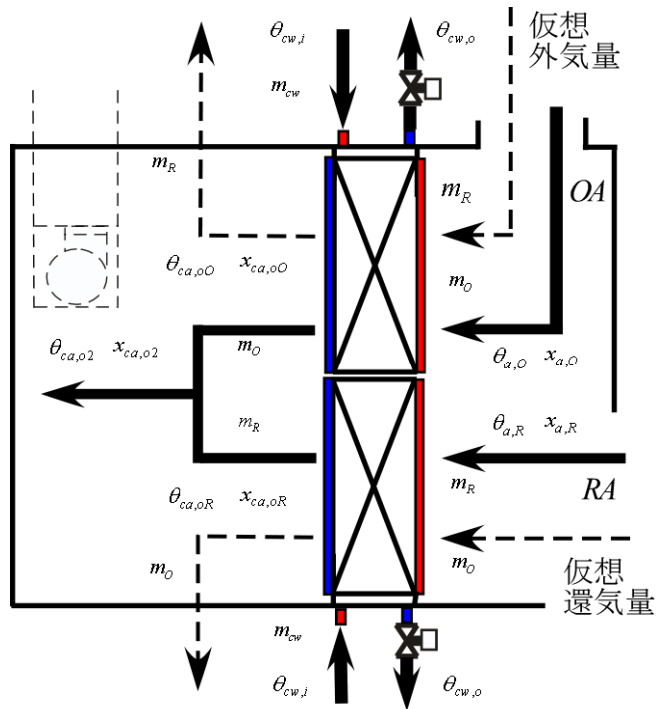 θcw,i
θcw,o
仮想
外気量
mcw
mR
mR
OA
θca,oO xca,oO
mO
θca,o2 xca,o2
mO
θa,O xa,O
mR
θa,R xa,R
θca,oR xca,oR
mR
RA
mO
mO
仮想
還気量
mcw
θcw,i
θcw,o